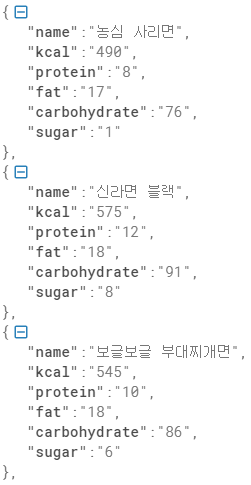 {
"name":"농심 사리면",
"kcal":"490",
"protein":"8",
"fat":"17",
"carbohydrate":"76",
"sugar":"1"
},
{
"name":"신라면 블랙",
"kcal":"575",
"protein":"12",
"fat":"18",
"carbohydrate":"91",
"sugar":"8"
},
{
"name":"보글보글 부대찌개면",
"kcal":"545",
"protein":"10",
"fat":"18",
"carbohydrate":"86",
"sugar":"6"
},